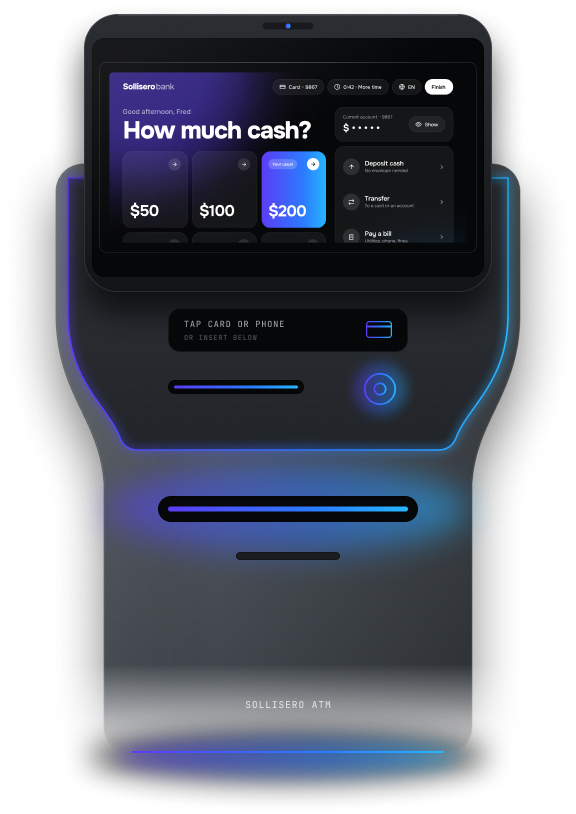 Sollisero bank
Card ·· 9867
0:42 · More time
EN
Finish
Good afternoon, Fred
How much cash?
Current account ·· 9867
$ • • • • •
Show
$50
$100
Your usual
$200
Deposit cash
No envelope needed
Transfer
To a card or an account
Pay a bill
Utilities, phone, fines
TAP CARD OR PHONE
OR INSERT BELOW
SOLLISERO ATM